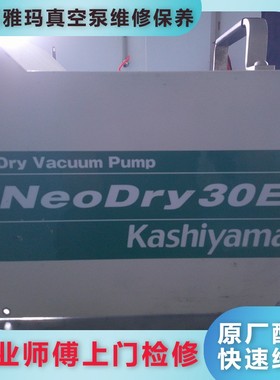 雅玛真空泵维修保养
Dry Vacuum Pump
NeoDry30E
Kashiyama
业师傅上门检修
原厂配
快速维